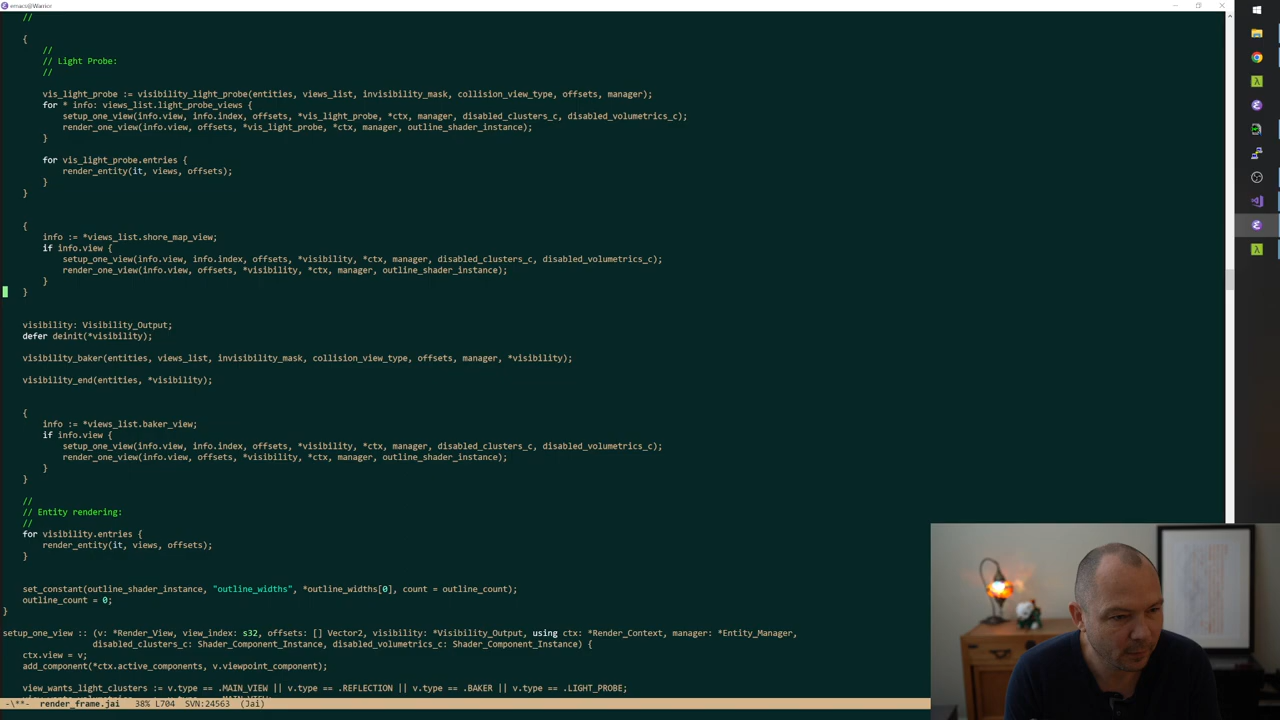 emacs@Warrior
//
{
//
// Light Probe:
//
vis_light_probe := visibility_light_probe(entities, views_list, invisibility_mask, collision_view_type, offsets, manager);
for * info: views_list.light_probe_views {
setup_one_view(info.view, info.index, offsets, *vis_light_probe, *ctx, manager, disabled_clusters_c, disabled_volumetrics_c);
render_one_view(info.view, offsets, *vis_light_probe, *ctx, manager, outline_shader_instance);
}
for vis_light_probe.entries {
render_entity(it, views, offsets);
}
}
{
info := *views_list.shore_map_view;
if info.view {
setup_one_view(info.view, info.index, offsets, *visibility, *ctx, manager, disabled_clusters_c, disabled_volumetrics_c);
render_one_view(info.view, offsets, *visibility, *ctx, manager, outline_shader_instance);
}
}
visibility: Visibility_Output;
defer deinit(*visibility);
visibility_baker(entities, views_list, invisibility_mask, collision_view_type, offsets, manager, *visibility);
visibility_end(entities, *visibility);
{
info := *views_list.baker_view;
if info.view {
setup_one_view(info.view, info.index, offsets, *visibility, *ctx, manager, disabled_clusters_c, disabled_volumetrics_c);
render_one_view(info.view, offsets, *visibility, *ctx, manager, outline_shader_instance);
}
}
//
// Entity rendering:
//
for visibility.entries {
render_entity(it, views, offsets);
}
set_constant(outline_shader_instance, "outline_widths", *outline_widths[0], count = outline_count);
outline_count = 0;
}
setup_one_view :: (v: *Render_View, view_index: s32, offsets: [] Vector2, visibility: *Visibility_Output, using ctx: *Render_Context, manager: *Entity_Manager,
disabled_clusters_c: Shader_Component_Instance, disabled_volumetrics_c: Shader_Component_Instance) {
ctx.view = v;
add_component(*ctx.active_components, v.viewpoint_component);
view_wants_light_clusters := v.type == .MAIN_VIEW || v.type == .REFLECTION || v.type == .BAKER || v.type == .LIGHT_PROBE;
-\**- render_frame.jai 38% L704 SVN:24563 (Jai)